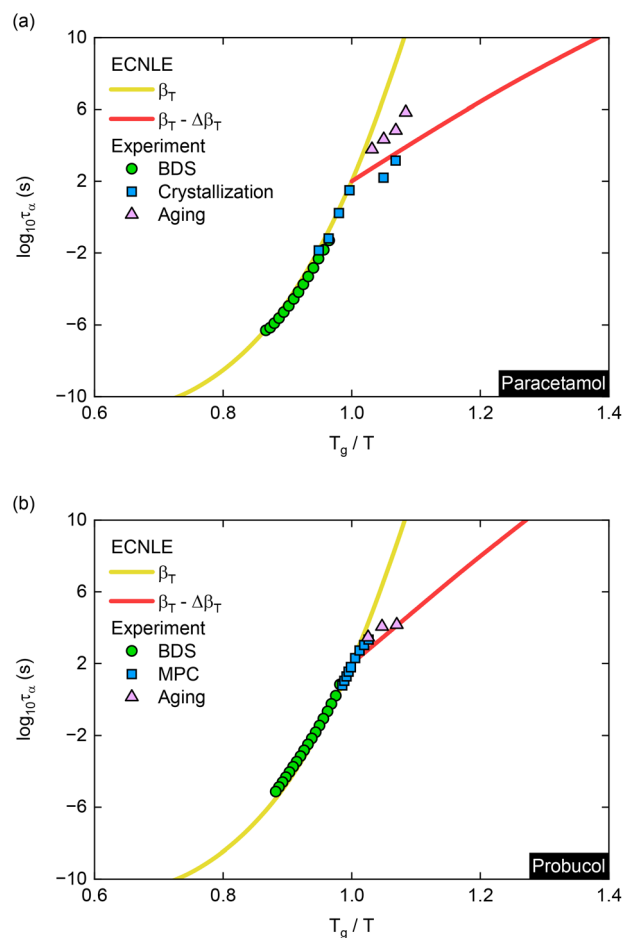 (a)
10
6
2
−2
−6
−10
log₁₀τα (s)
ECNLE
βT
βT - ΔβT
Experiment
BDS
Crystallization
Aging
Paracetamol
0.6 0.8 1.0 1.2 1.4
Tg / T
(b)
10
6
2
−2
−6
−10
log₁₀τα (s)
ECNLE
βT
βT - ΔβT
Experiment
BDS
MPC
Aging
Probucol
0.6 0.8 1.0 1.2 1.4
Tg / T